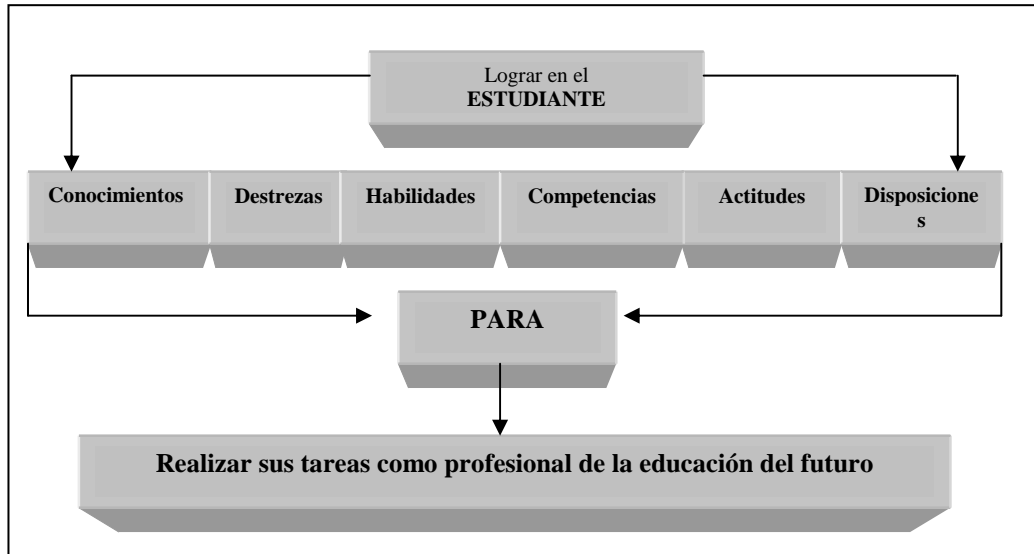 Lograr en el
ESTUDIANTE
Conocimientos
Destrezas
Habilidades
Competencias
Actitudes
Disposicione
s
PARA
Realizar sus tareas como profesional de la educación del futuro